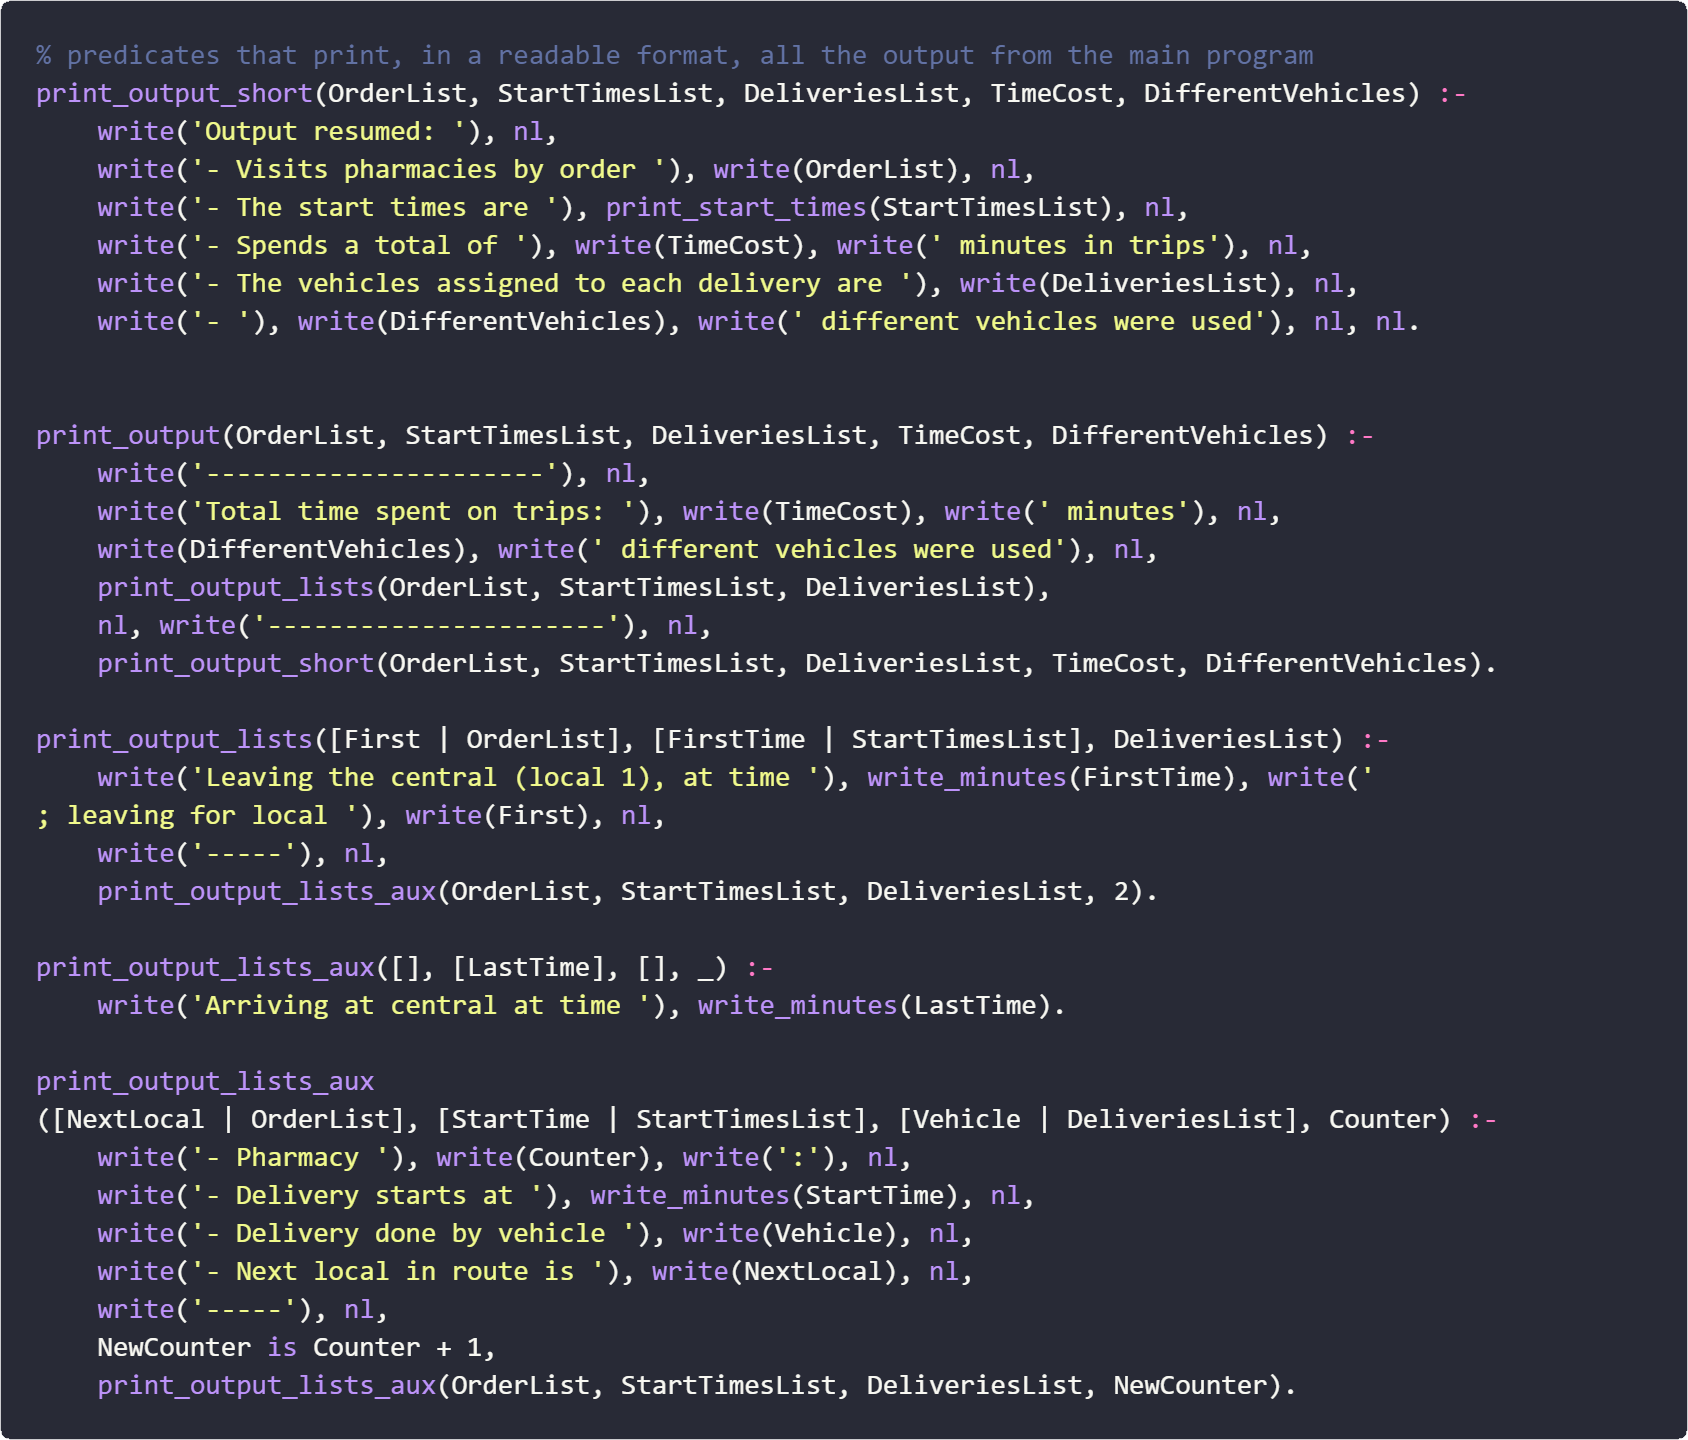 % predicates that print, in a readable format, all the output from the main program
print_output_short(OrderList, StartTimesList, DeliveriesList, TimeCost, DifferentVehicles) :-
    write('Output resumed: '), nl,
    write('- Visits pharmacies by order '), write(OrderList), nl,
    write('- The start times are '), print_start_times(StartTimesList), nl,
    write('- Spends a total of '), write(TimeCost), write(' minutes in trips'), nl,
    write('- The vehicles assigned to each delivery are '), write(DeliveriesList), nl,
    write('- '), write(DifferentVehicles), write(' different vehicles were used'), nl, nl.
print_output(OrderList, StartTimesList, DeliveriesList, TimeCost, DifferentVehicles) :-
    write('----------------------'), nl,
    write('Total time spent on trips: '), write(TimeCost), write(' minutes'), nl,
    write(DifferentVehicles), write(' different vehicles were used'), nl,
    print_output_lists(OrderList, StartTimesList, DeliveriesList),
    nl, write('----------------------'), nl,
    print_output_short(OrderList, StartTimesList, DeliveriesList, TimeCost, DifferentVehicles).
print_output_lists([First | OrderList], [FirstTime | StartTimesList], DeliveriesList) :-
    write('Leaving the central (local 1), at time '), write_minutes(FirstTime), write('
; leaving for local '), write(First), nl,
    write('-----'), nl,
    print_output_lists_aux(OrderList, StartTimesList, DeliveriesList, 2).
print_output_lists_aux([], [LastTime], [], _) :-
    write('Arriving at central at time '), write_minutes(LastTime).
print_output_lists_aux
([NextLocal | OrderList], [StartTime | StartTimesList], [Vehicle | DeliveriesList], Counter) :-
    write('- Pharmacy '), write(Counter), write(':'), nl,
    write('- Delivery starts at '), write_minutes(StartTime), nl,
    write('- Delivery done by vehicle '), write(Vehicle), nl,
    write('- Next local in route is '), write(NextLocal), nl,
    write('-----'), nl,
    NewCounter is Counter + 1,
    print_output_lists_aux(OrderList, StartTimesList, DeliveriesList, NewCounter).